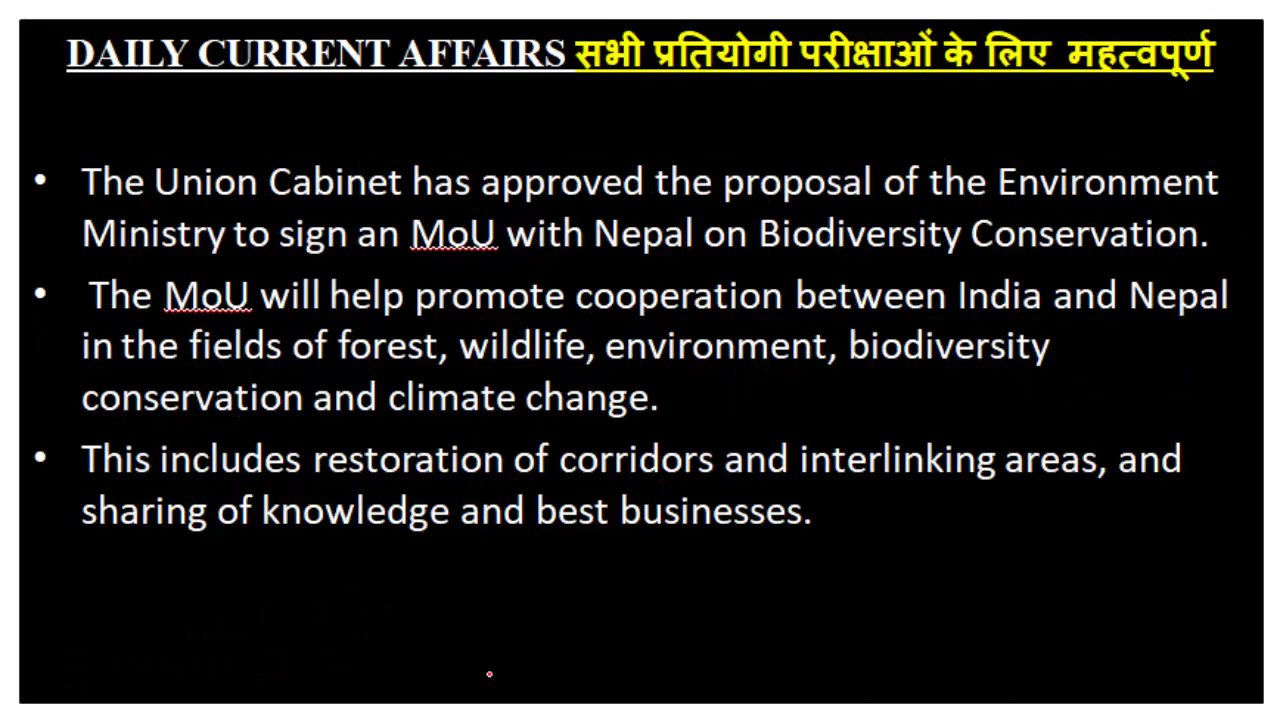 DAILY CURRENT AFFAIRS सभी प्रतियोगी परीक्षाओं के लिए महत्वपूर्ण
• The Union Cabinet has approved the proposal of the Environment
Ministry to sign an MoU with Nepal on Biodiversity Conservation.
• The MoU will help promote cooperation between India and Nepal
in the fields of forest, wildlife, environment, biodiversity
conservation and climate change.
• This includes restoration of corridors and interlinking areas, and
sharing of knowledge and best businesses.